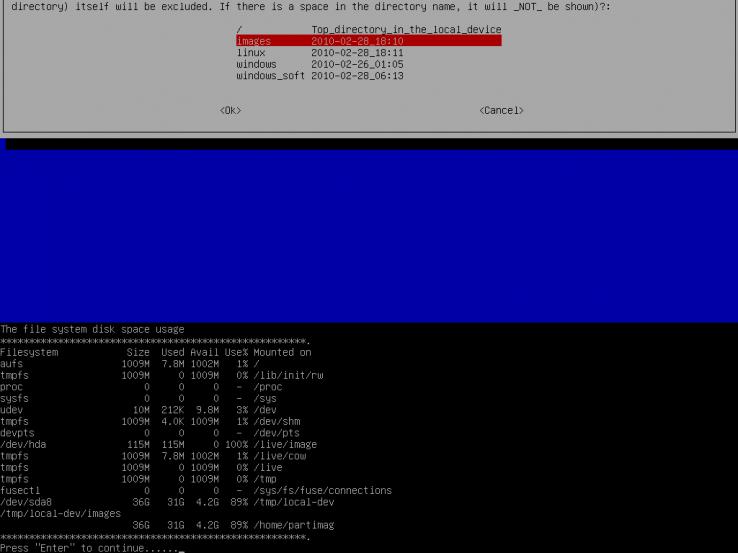 directory) itself will be excluded. If there is a space in the directory name, it will _NOT_ be shown)?:
/ Top_directory_in_the_local_device
images 2010-02-28_18:10
linux 2010-02-28_18:11
windows 2010-02-26_01:05
windows_soft 2010-02-28_06:13
<Ok> <Cancel>
The file system disk space usage
*****************************************************.
Filesystem Size Used Avail Use% Mounted on
aufs 1009M 7.8M 1002M 1% /
tmpfs 1009M 0 1009M 0% /lib/init/rw
proc 0 0 0 - /proc
sysfs 0 0 0 - /sys
udev 10M 212K 9.8M 3% /dev
tmpfs 1009M 4.0K 1009M 1% /dev/shm
devpts 0 0 0 - /dev/pts
/dev/hda 115M 115M 0 100% /live/image
tmpfs 1009M 7.8M 1002M 1% /live/cow
tmpfs 1009M 0 1009M 0% /live
tmpfs 1009M 0 1009M 0% /tmp
fusectl 0 0 0 - /sys/fs/fuse/connections
/dev/sda8 36G 31G 4.2G 89% /tmp/local-dev
/tmp/local-dev/images
36G 31G 4.2G 89% /home/partimag
*****************************************************.
Press "Enter" to continue......_